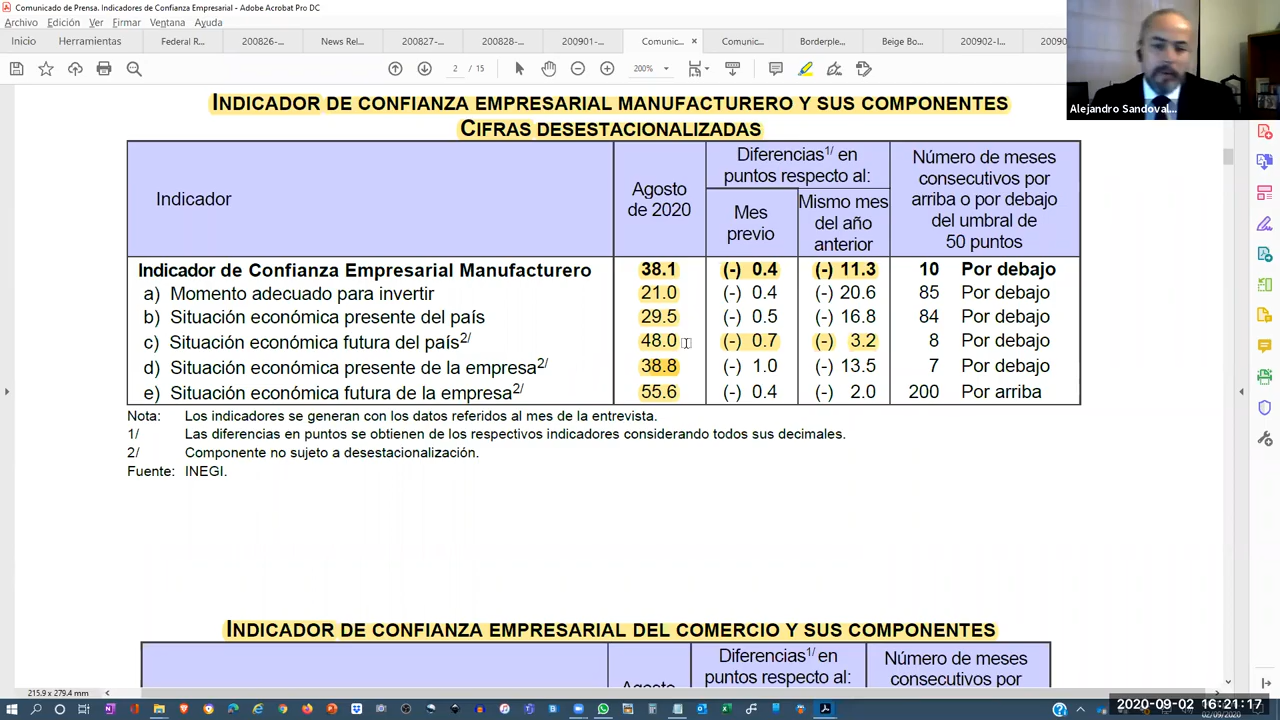 Comunicado de Prensa. Indicadores de Confianza Empresarial - Adobe Acrobat Pro DC
Archivo Edición Ver Firmar Ventana Ayuda
Inicio Herramientas Federal R... 200826-... News Rel... 200827-... 200828-... 200901-... Comunic... × Comunic... Borderple... Beige Bo... 200902-I... 20090
2 / 15 200%
Alejandro Sandoval...
INDICADOR DE CONFIANZA EMPRESARIAL MANUFACTURERO Y SUS COMPONENTES
CIFRAS DESESTACIONALIZADAS
Indicador
Agosto de 2020
Diferencias1/ en puntos respecto al:
Mes previo
Mismo mes del año anterior
Número de meses consecutivos por arriba o por debajo del umbral de 50 puntos
Indicador de Confianza Empresarial Manufacturero 38.1 (-) 0.4 (-) 11.3 10 Por debajo
a) Momento adecuado para invertir 21.0 (-) 0.4 (-) 20.6 85 Por debajo
b) Situación económica presente del país 29.5 (-) 0.5 (-) 16.8 84 Por debajo
c) Situación económica futura del país2/ 48.0 (-) 0.7 (-) 3.2 8 Por debajo
d) Situación económica presente de la empresa2/ 38.8 (-) 1.0 (-) 13.5 7 Por debajo
e) Situación económica futura de la empresa2/ 55.6 (-) 0.4 (-) 2.0 200 Por arriba
Nota: Los indicadores se generan con los datos referidos al mes de la entrevista.
1/ Las diferencias en puntos se obtienen de los respectivos indicadores considerando todos sus decimales.
2/ Componente no sujeto a desestacionalización.
Fuente: INEGI.
INDICADOR DE CONFIANZA EMPRESARIAL DEL COMERCIO Y SUS COMPONENTES
Agosto
Diferencias1/ en puntos respecto al:
Número de meses consecutivos por
215.9 x 279.4 mm
2020-09-02 16:21:17
02/09/2020